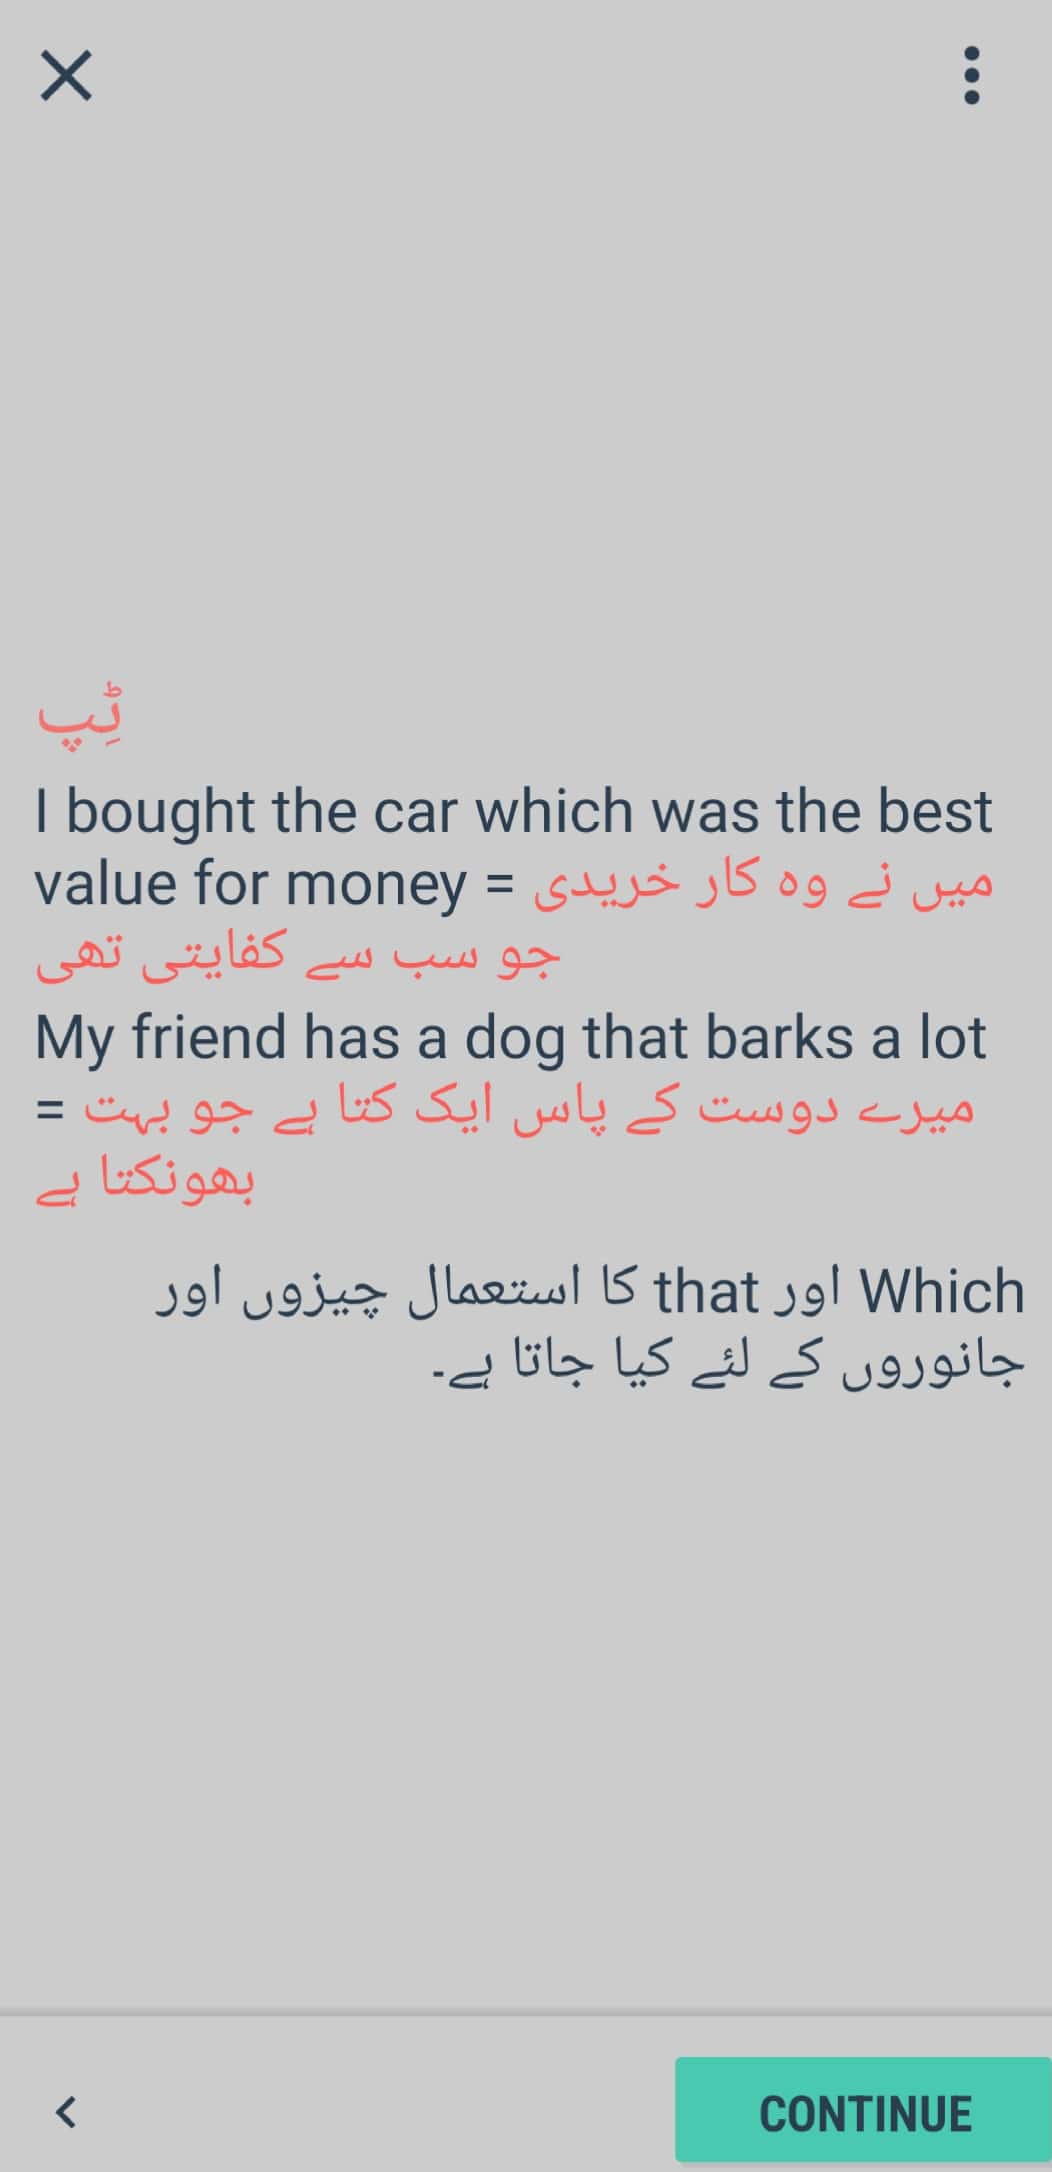 ٹِپ
I bought the car which was the best
value for money = میں نے وہ کار خریدی
جو سب سے کفایتی تھی
My friend has a dog that barks a lot
= میرے دوست کے پاس ایک کتا ہے جو بہت
بھونکتا ہے
Which اور that کا استعمال چیزوں اور
جانوروں کے لئے کیا جاتا ہے۔
CONTINUE